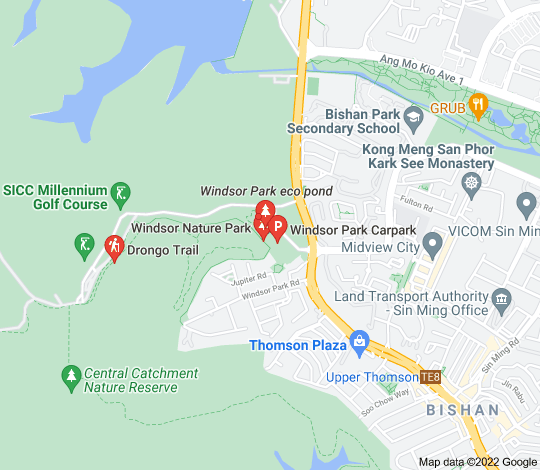 Ang Mo Kio Ave 1
GRUB
Bishan Park
Secondary School
Kong Meng San Phor
Kark See Monastery
Windsor Park eco pond
SICC Millennium
Golf Course
Fulton Rd
Windsor Nature Park
Windsor Park Carpark
VICOM Sin Ming
Drongo Trail
Midview City
Jupiter Rd
Windsor Park Rd
Land Transport Authority
- Sin Ming Office
Thomson Plaza
Sin Ming Rd
Central Catchment
Nature Reserve
Upper Thomson TE8
Jln Rabu
Soo Chow Way
BISHAN
Map data ©2022 Google